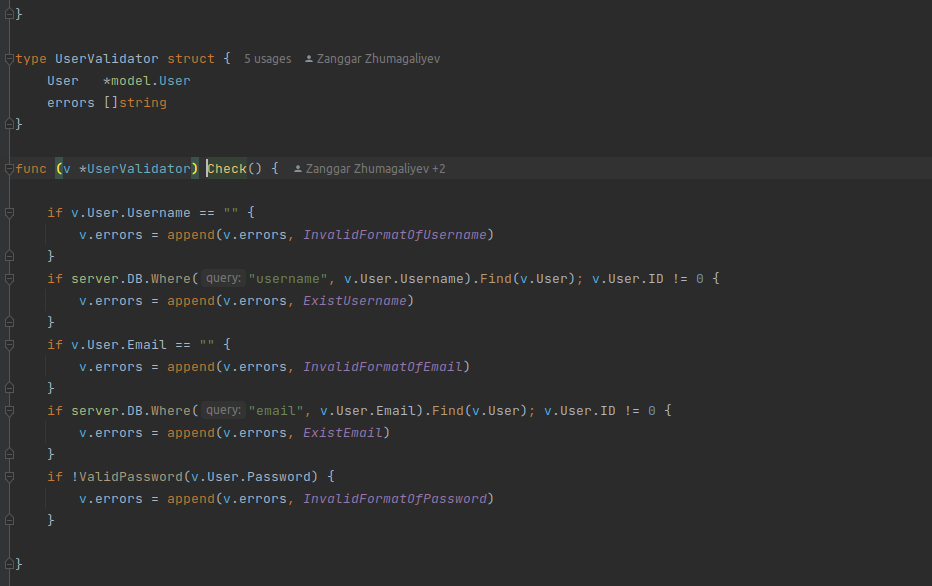 }
type UserValidator struct { 5 usages Zanggar Zhumagaliyev
User *model.User
errors []string
}
func (v *UserValidator) Check() { Zanggar Zhumagaliyev +2
if v.User.Username == "" {
v.errors = append(v.errors, InvalidFormatOfUsername)
}
if server.DB.Where( query: "username", v.User.Username).Find(v.User); v.User.ID != 0 {
v.errors = append(v.errors, ExistUsername)
}
if v.User.Email == "" {
v.errors = append(v.errors, InvalidFormatOfEmail)
}
if server.DB.Where( query: "email", v.User.Email).Find(v.User); v.User.ID != 0 {
v.errors = append(v.errors, ExistEmail)
}
if !ValidPassword(v.User.Password) {
v.errors = append(v.errors, InvalidFormatOfPassword)
}
}